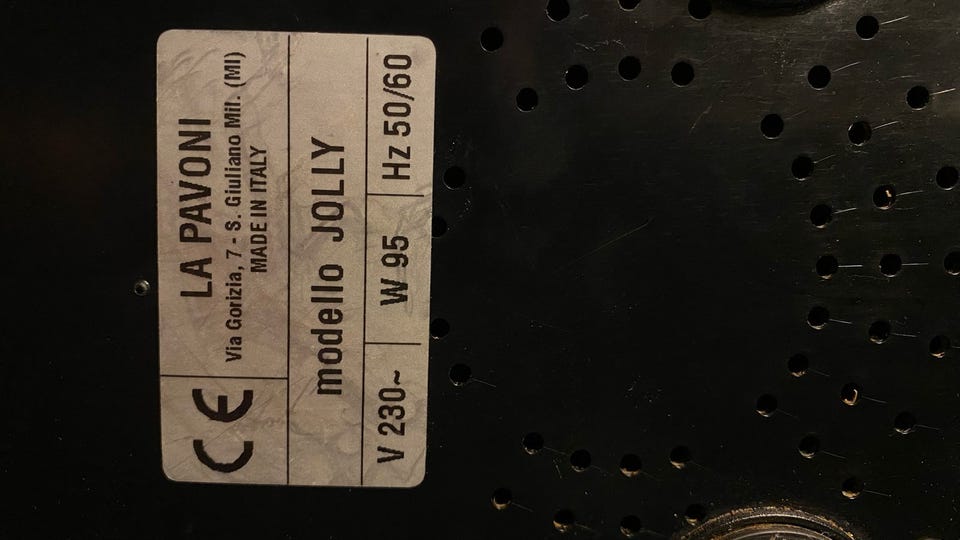 CE
LA PAVONI
Via Gorizia, 7 - S. Giuliano Mil. (MI)
MADE IN ITALY
modello JOLLY
V 230~ W 95 Hz 50/60